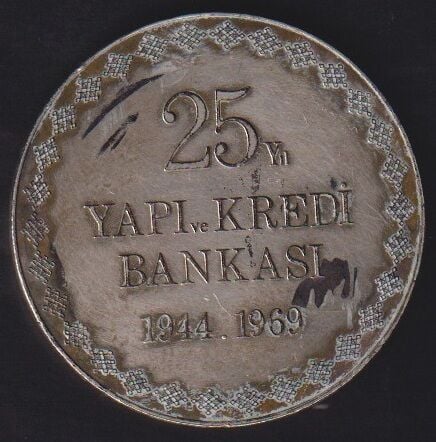 25 Yıl
YAPI ve KREDİ
BANKASI
1944.1969